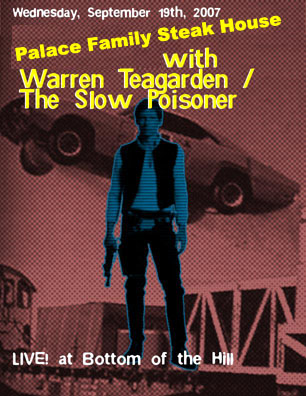 Wednesday, September 19th, 2007
Palace Family Steak House
with
Warren Teagarden /
The Slow Poisoner
LIVE! at Bottom of the Hill